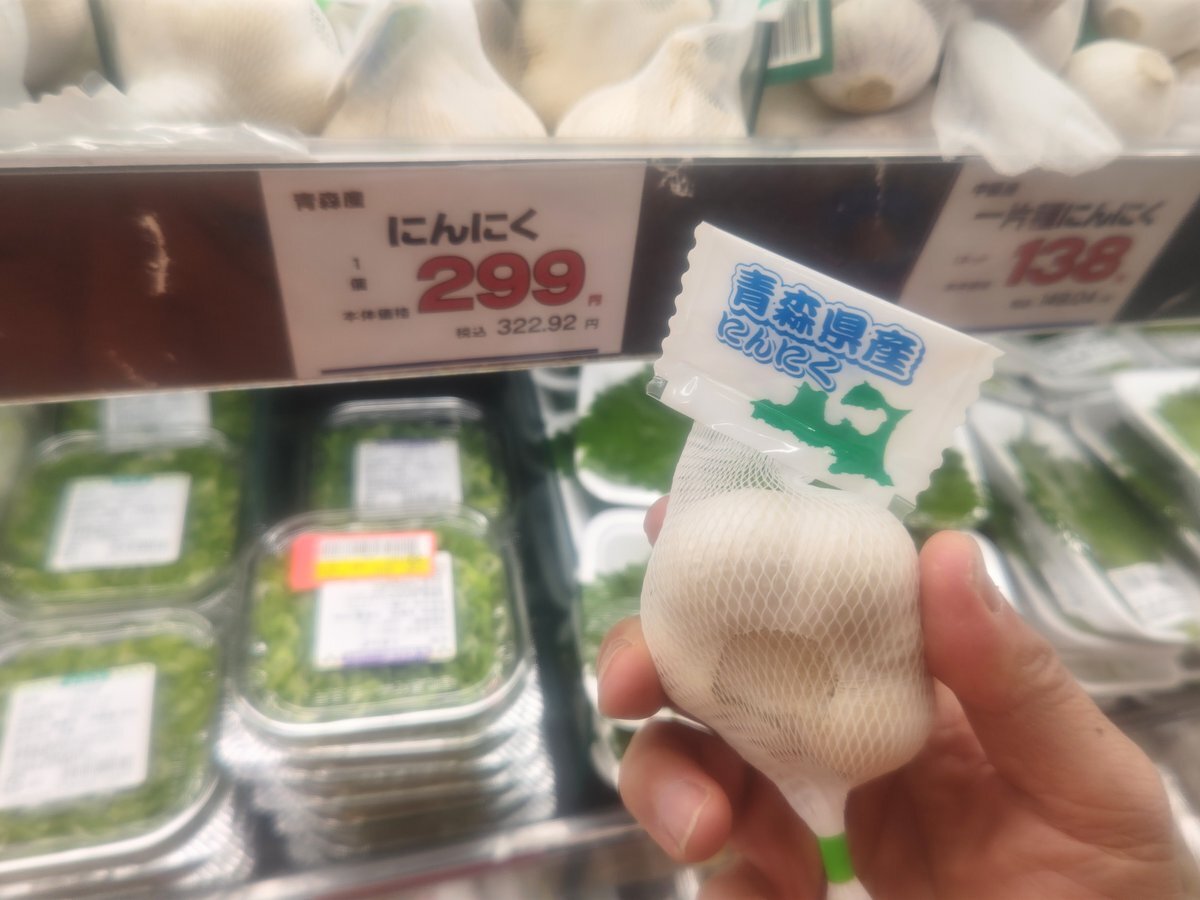 青森産
にんにく
1
個
本体価格
299
円
税込 322.92 円
一片種にんにく
138
青森県産
にんにく